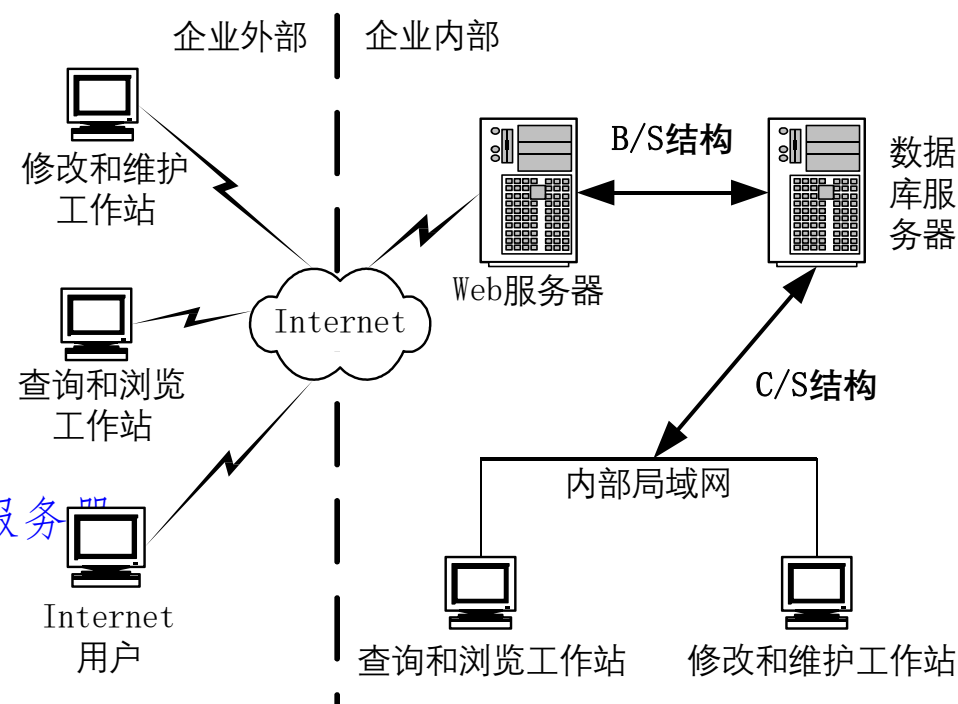 企业外部
企业内部
修改和维护
工作站
B/S结构
数据
库服
务器
Web服务器
Internet
查询和浏览
工作站
C/S结构
内部局域网
服务器
Internet
用户
查询和浏览工作站
修改和维护工作站